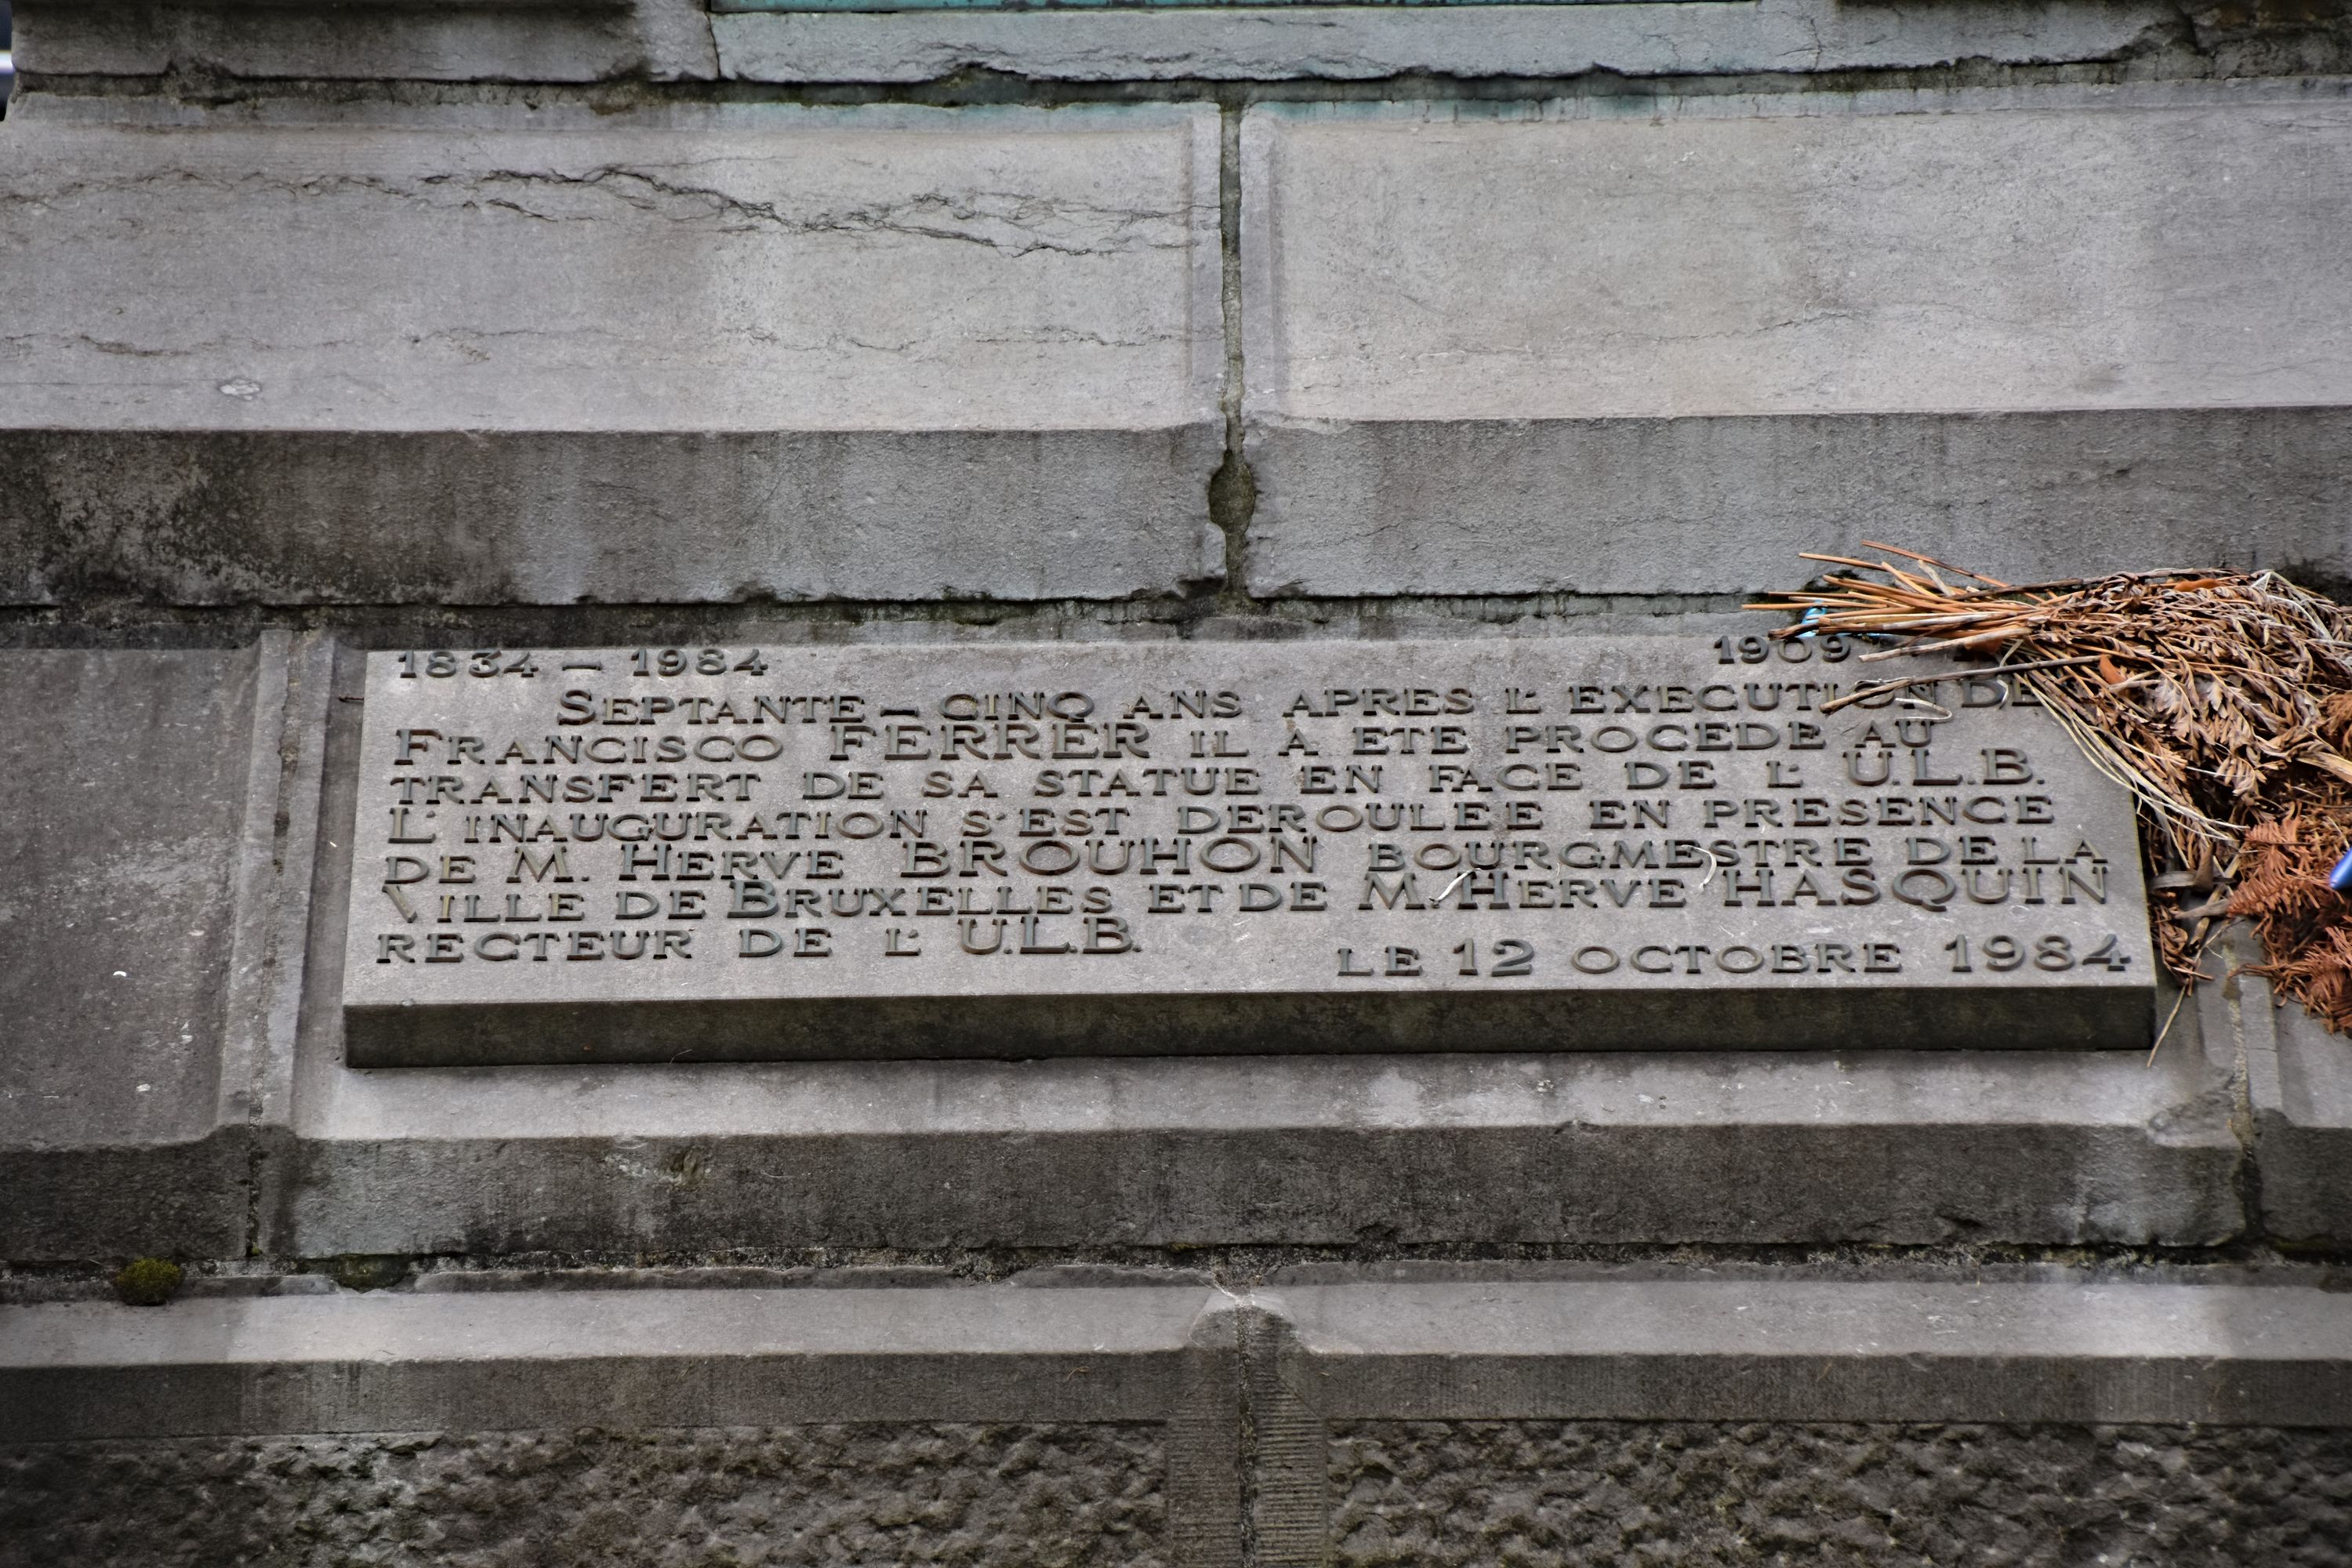 1834 — 1984 1909
SEPTANTE — CINQ ANS APRES L'EXECUTION DE
FRANCISCO FERRER IL A ETE PROCEDE AU
TRANSFERT DE SA STATUE EN FACE DE L'U.L.B.
L'INAUGURATION S'EST DEROULEE EN PRESENCE
DE M. HERVE BROUHON BOURGMESTRE DE LA
VILLE DE BRUXELLES ET DE M. HERVE HASQUIN
RECTEUR DE L'U.L.B. LE 12 OCTOBRE 1984